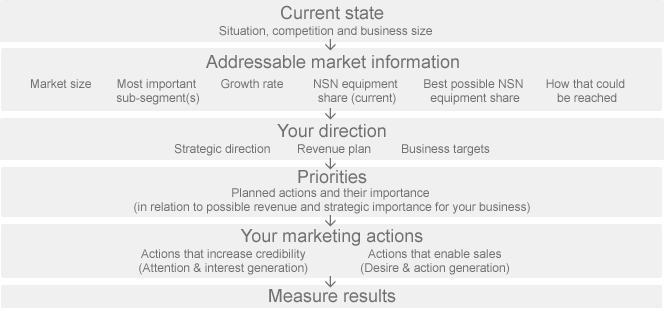 Current state
Situation, competition and business size
Addressable market information
Market size
Most important
sub-segment(s)
Growth rate
NSN equipment
share (current)
Best possible NSN
equipment share
How that could
be reached
Your direction
Strategic direction
Revenue plan
Business targets
Priorities
Planned actions and their importance
(in relation to possible revenue and strategic importance for your business)
Your marketing actions
Actions that increase credibility
(Attention & interest generation)
Actions that enable sales
(Desire & action generation)
Measure results